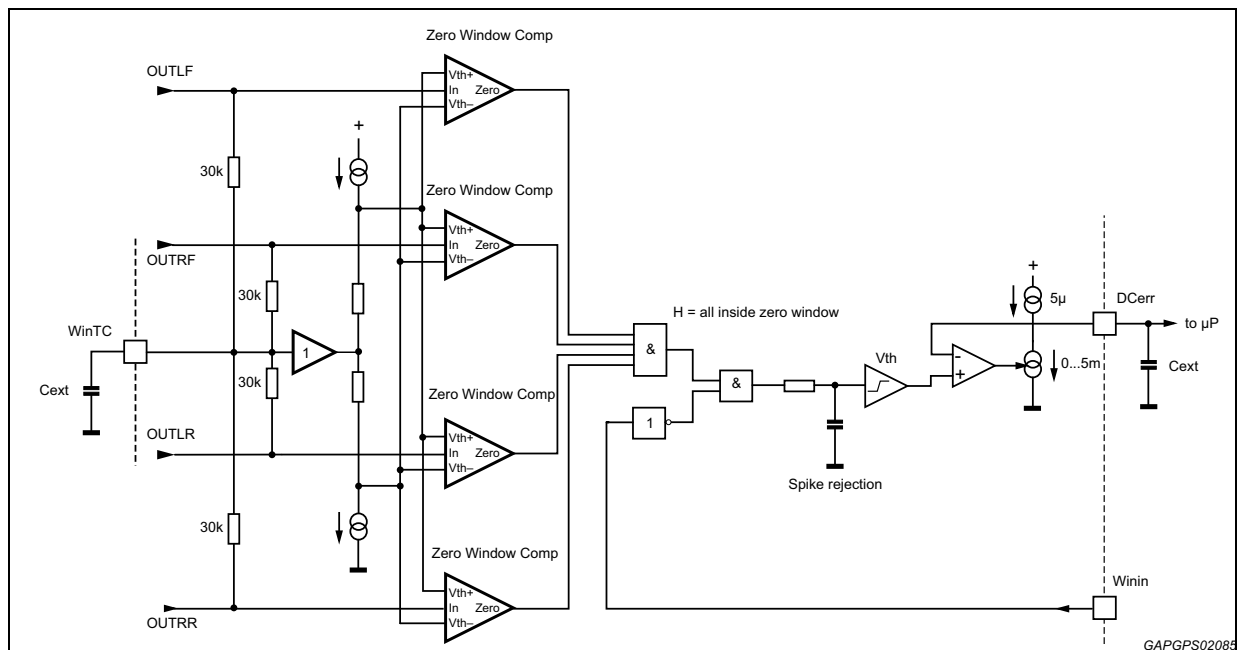 Zero Window Comp
OUTLF
Vth+
In Zero
Vth–
+
30k
Zero Window Comp
OUTRF
Vth+
In Zero
Vth–
30k
WinTC
1
Cext
30k
H = all inside zero window
&
&
Vth
+
5µ
DCerr
to µP
-
+
0...5m
Cext
Zero Window Comp
OUTLR
Vth+
In Zero
Vth–
1
Spike rejection
30k
Zero Window Comp
OUTRR
Vth+
In Zero
Vth–
Winin
GAPGPS02085